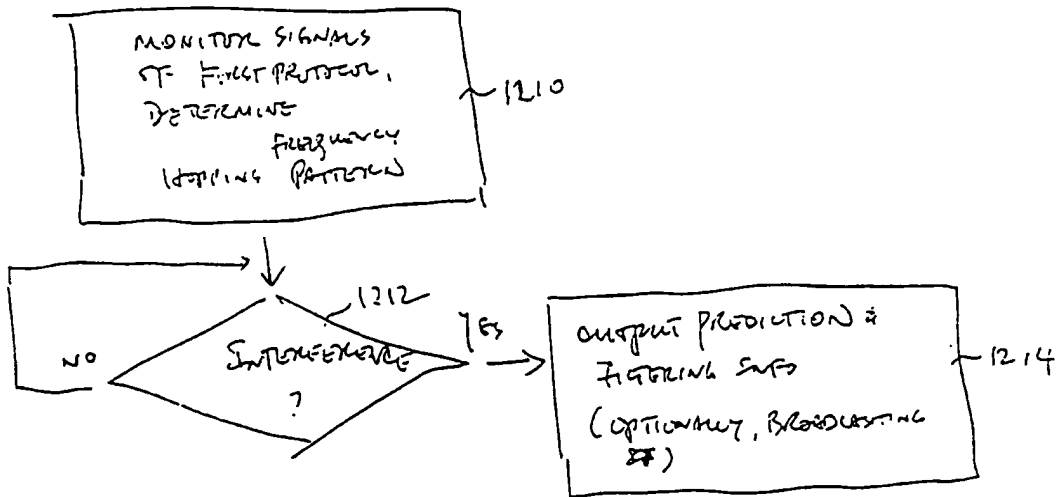 MONITOR SIGNALS
OF FIRST PROTOCOL,
DETERMINE
FREQUENCY
HOPPING PATTERN
1210
1212
INTERFERENCE
?
YES
NO
OUTPUT PREDICTION &
FILTERING INFO
(OPTIONALLY, BROADCASTING
)
1214